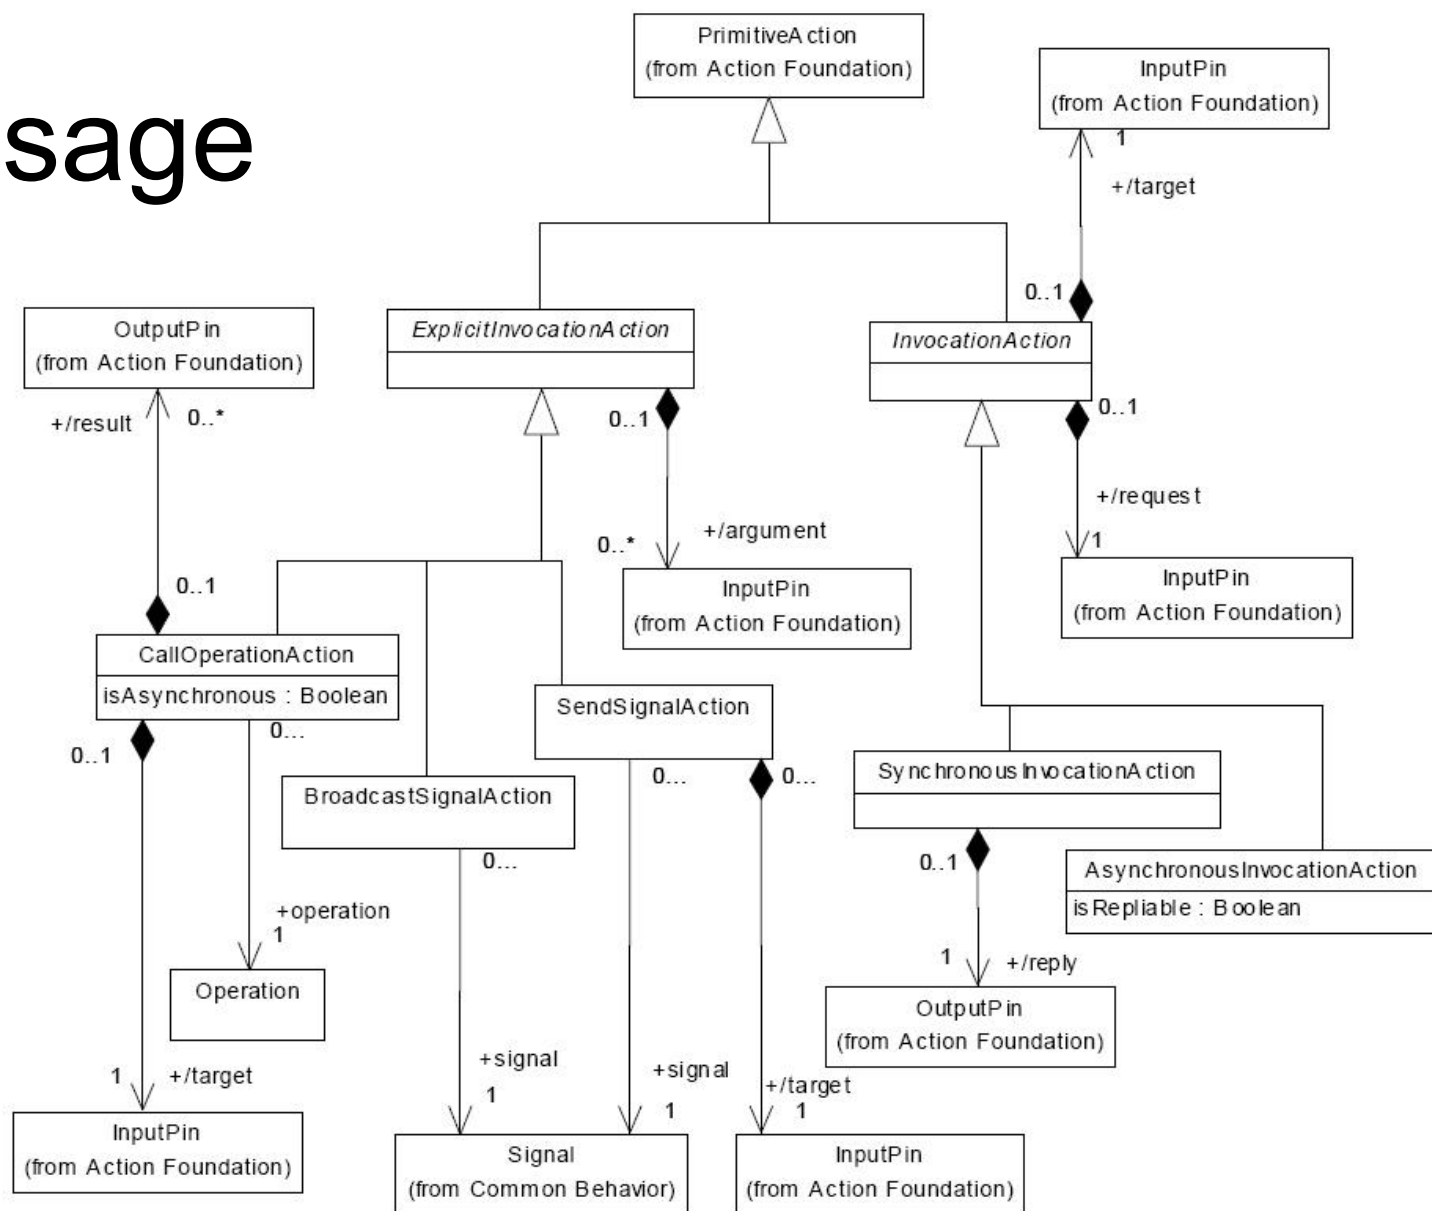 sage
PrimitiveAction
(from Action Foundation)
InputPin
(from Action Foundation)
1
+/target
0..1
ExplicitInvocationAction
InvocationAction
OutputPin
(from Action Foundation)
+/result
0..*
0..1
0..1
+/request
1
0..*
+/argument
InputPin
(from Action Foundation)
InputPin
(from Action Foundation)
0..1
CallOperationAction
isAsynchronous : Boolean
0..1
0...
SendSignalAction
0...
0...
BroadcastSignalAction
0...
SynchronousInvocationAction
0..1
AsynchronousInvocationAction
isRepliable : Boolean
+operation
1
Operation
1
+/reply
OutputPin
(from Action Foundation)
1
+/target
InputPin
(from Action Foundation)
+signal
1
+signal
1
+/target
1
Signal
(from Common Behavior)
InputPin
(from Action Foundation)